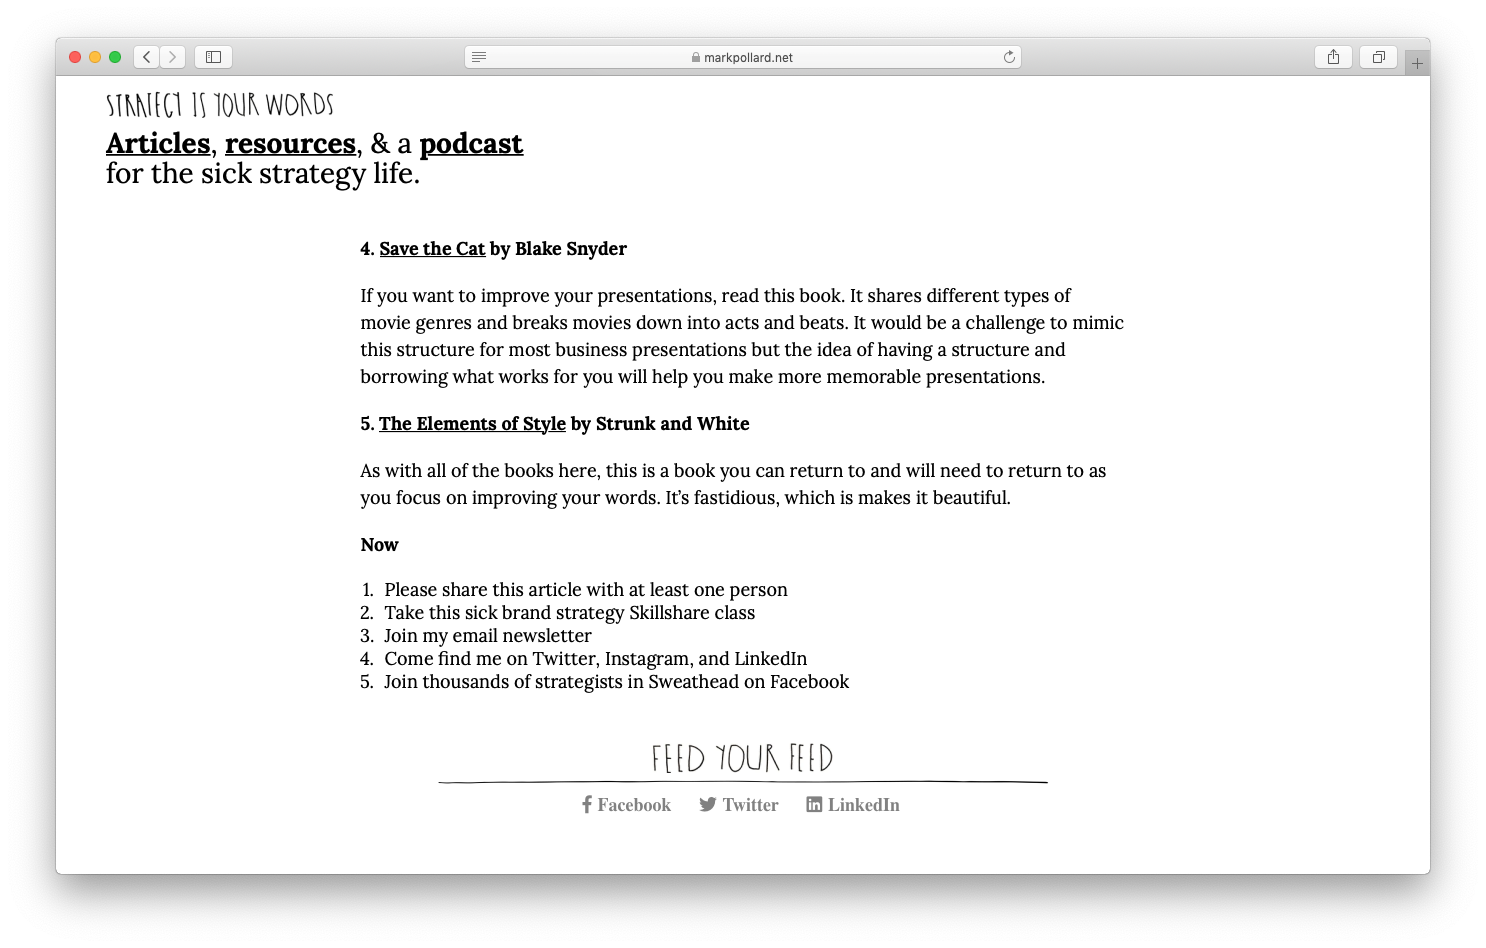 markpollard.net
STRATEGY IS YOUR WORDS
Articles, resources, & a podcast
for the sick strategy life.
4. Save the Cat by Blake Snyder
If you want to improve your presentations, read this book. It shares different types of
movie genres and breaks movies down into acts and beats. It would be a challenge to mimic
this structure for most business presentations but the idea of having a structure and
borrowing what works for you will help you make more memorable presentations.
5. The Elements of Style by Strunk and White
As with all of the books here, this is a book you can return to and will need to return to as
you focus on improving your words. It’s fastidious, which is makes it beautiful.
Now
1. Please share this article with at least one person
2. Take this sick brand strategy Skillshare class
3. Join my email newsletter
4. Come find me on Twitter, Instagram, and LinkedIn
5. Join thousands of strategists in Sweathead on Facebook
FEED YOUR FEED
Facebook Twitter LinkedIn